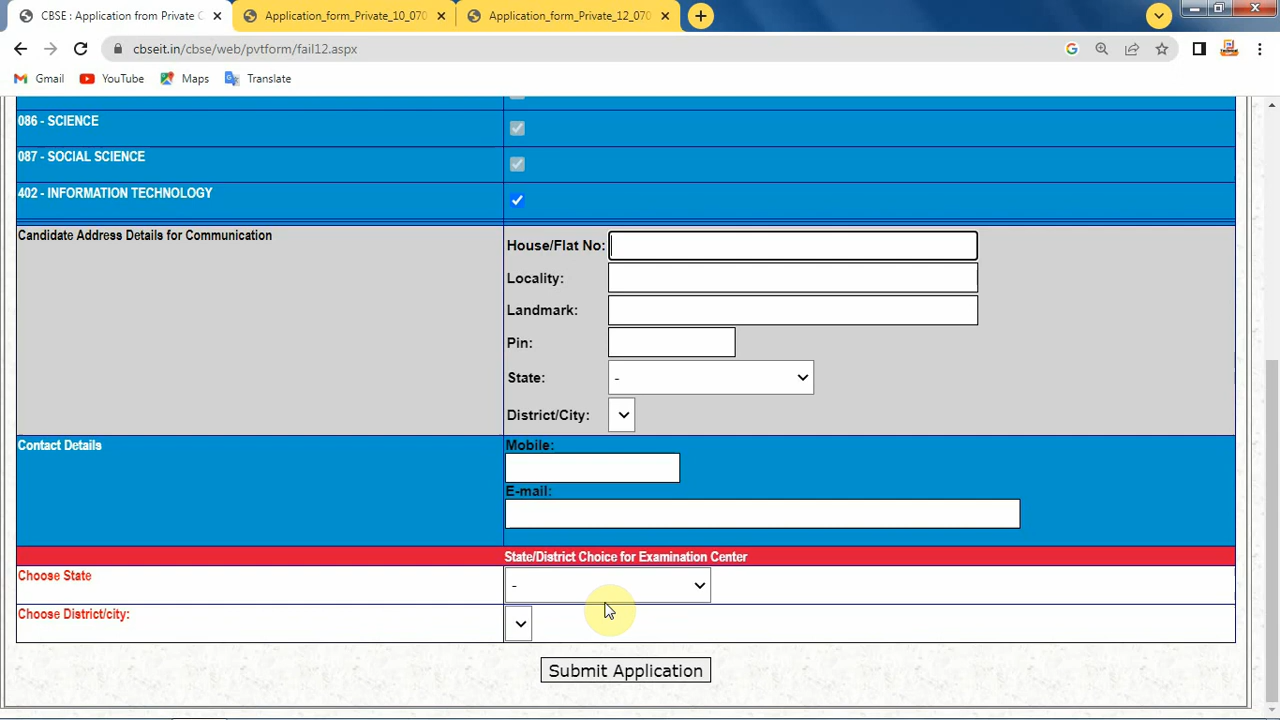 CBSE : Application from Private C
Application_form_Private_10_070
Application_form_Private_12_070
cbseit.in/cbse/web/pvtform/fail12.aspx
Gmail
YouTube
Maps
Translate
086 - SCIENCE
087 - SOCIAL SCIENCE
402 - INFORMATION TECHNOLOGY
Candidate Address Details for Communication
House/Flat No:
Locality:
Landmark:
Pin:
State:
-
District/City:
Contact Details
Mobile:
E-mail:
State/District Choice for Examination Center
Choose State
-
Choose District/city:
Submit Application